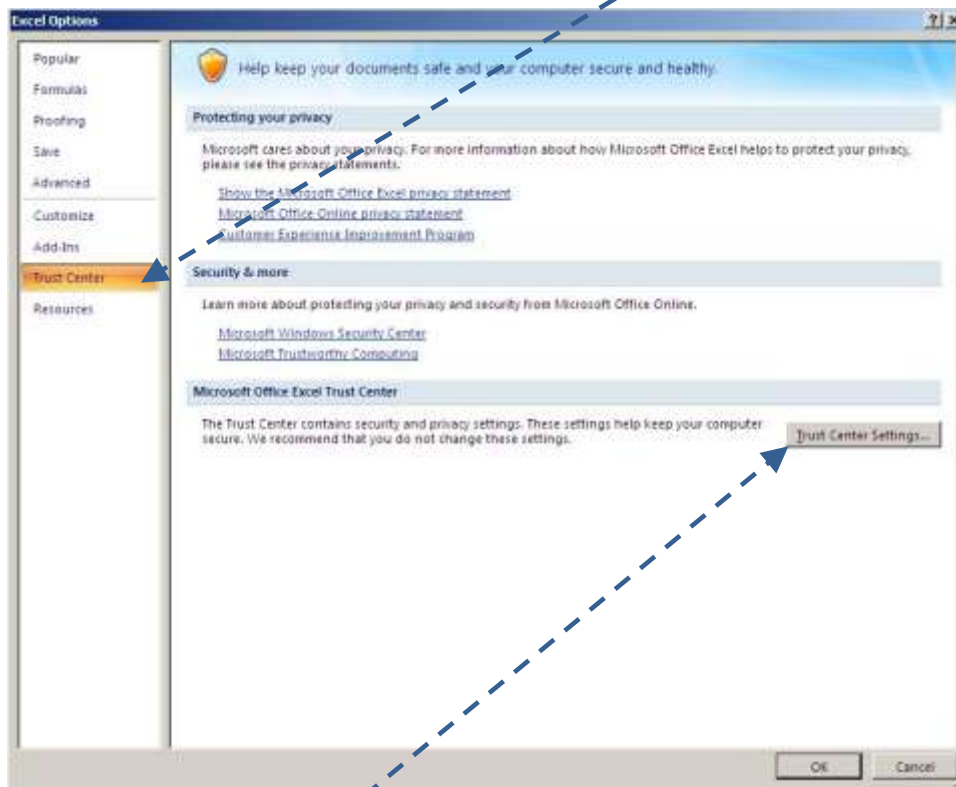 Excel Options
Popular
Formulas
Proofing
Save
Advanced
Customize
Add-Ins
Trust Center
Resources
Help keep your documents safe and your computer secure and healthy.
Protecting your privacy
Microsoft cares about your privacy. For more information about how Microsoft Office Excel helps to protect your privacy,
please see the privacy statements.
Show the Microsoft Office Excel privacy statement
Microsoft Office Online privacy statement
Customer Experience Improvement Program
Security & more
Learn more about protecting your privacy and security from Microsoft Office Online.
Microsoft Windows Security Center
Microsoft Trustworthy Computing
Microsoft Office Excel Trust Center
The Trust Center contains security and privacy settings. These settings help keep your computer
secure. We recommend that you do not change these settings.
Trust Center Settings...
OK
Cancel